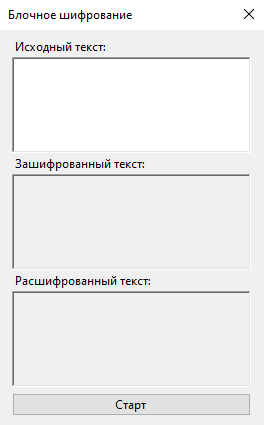 Блочное шифрование
Исходный текст:
Зашифрованный текст:
Расшифрованный текст:
Старт